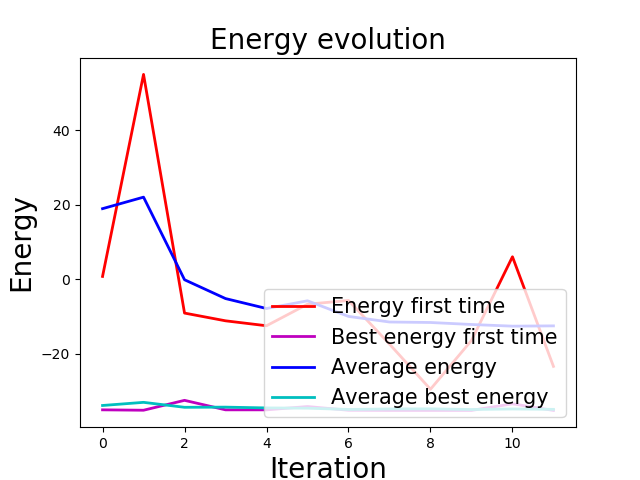 Energy evolution
Energy
40
20
0
−20
Energy first time
Best energy first time
Average energy
Average best energy
0 2 4 6 8 10
Iteration